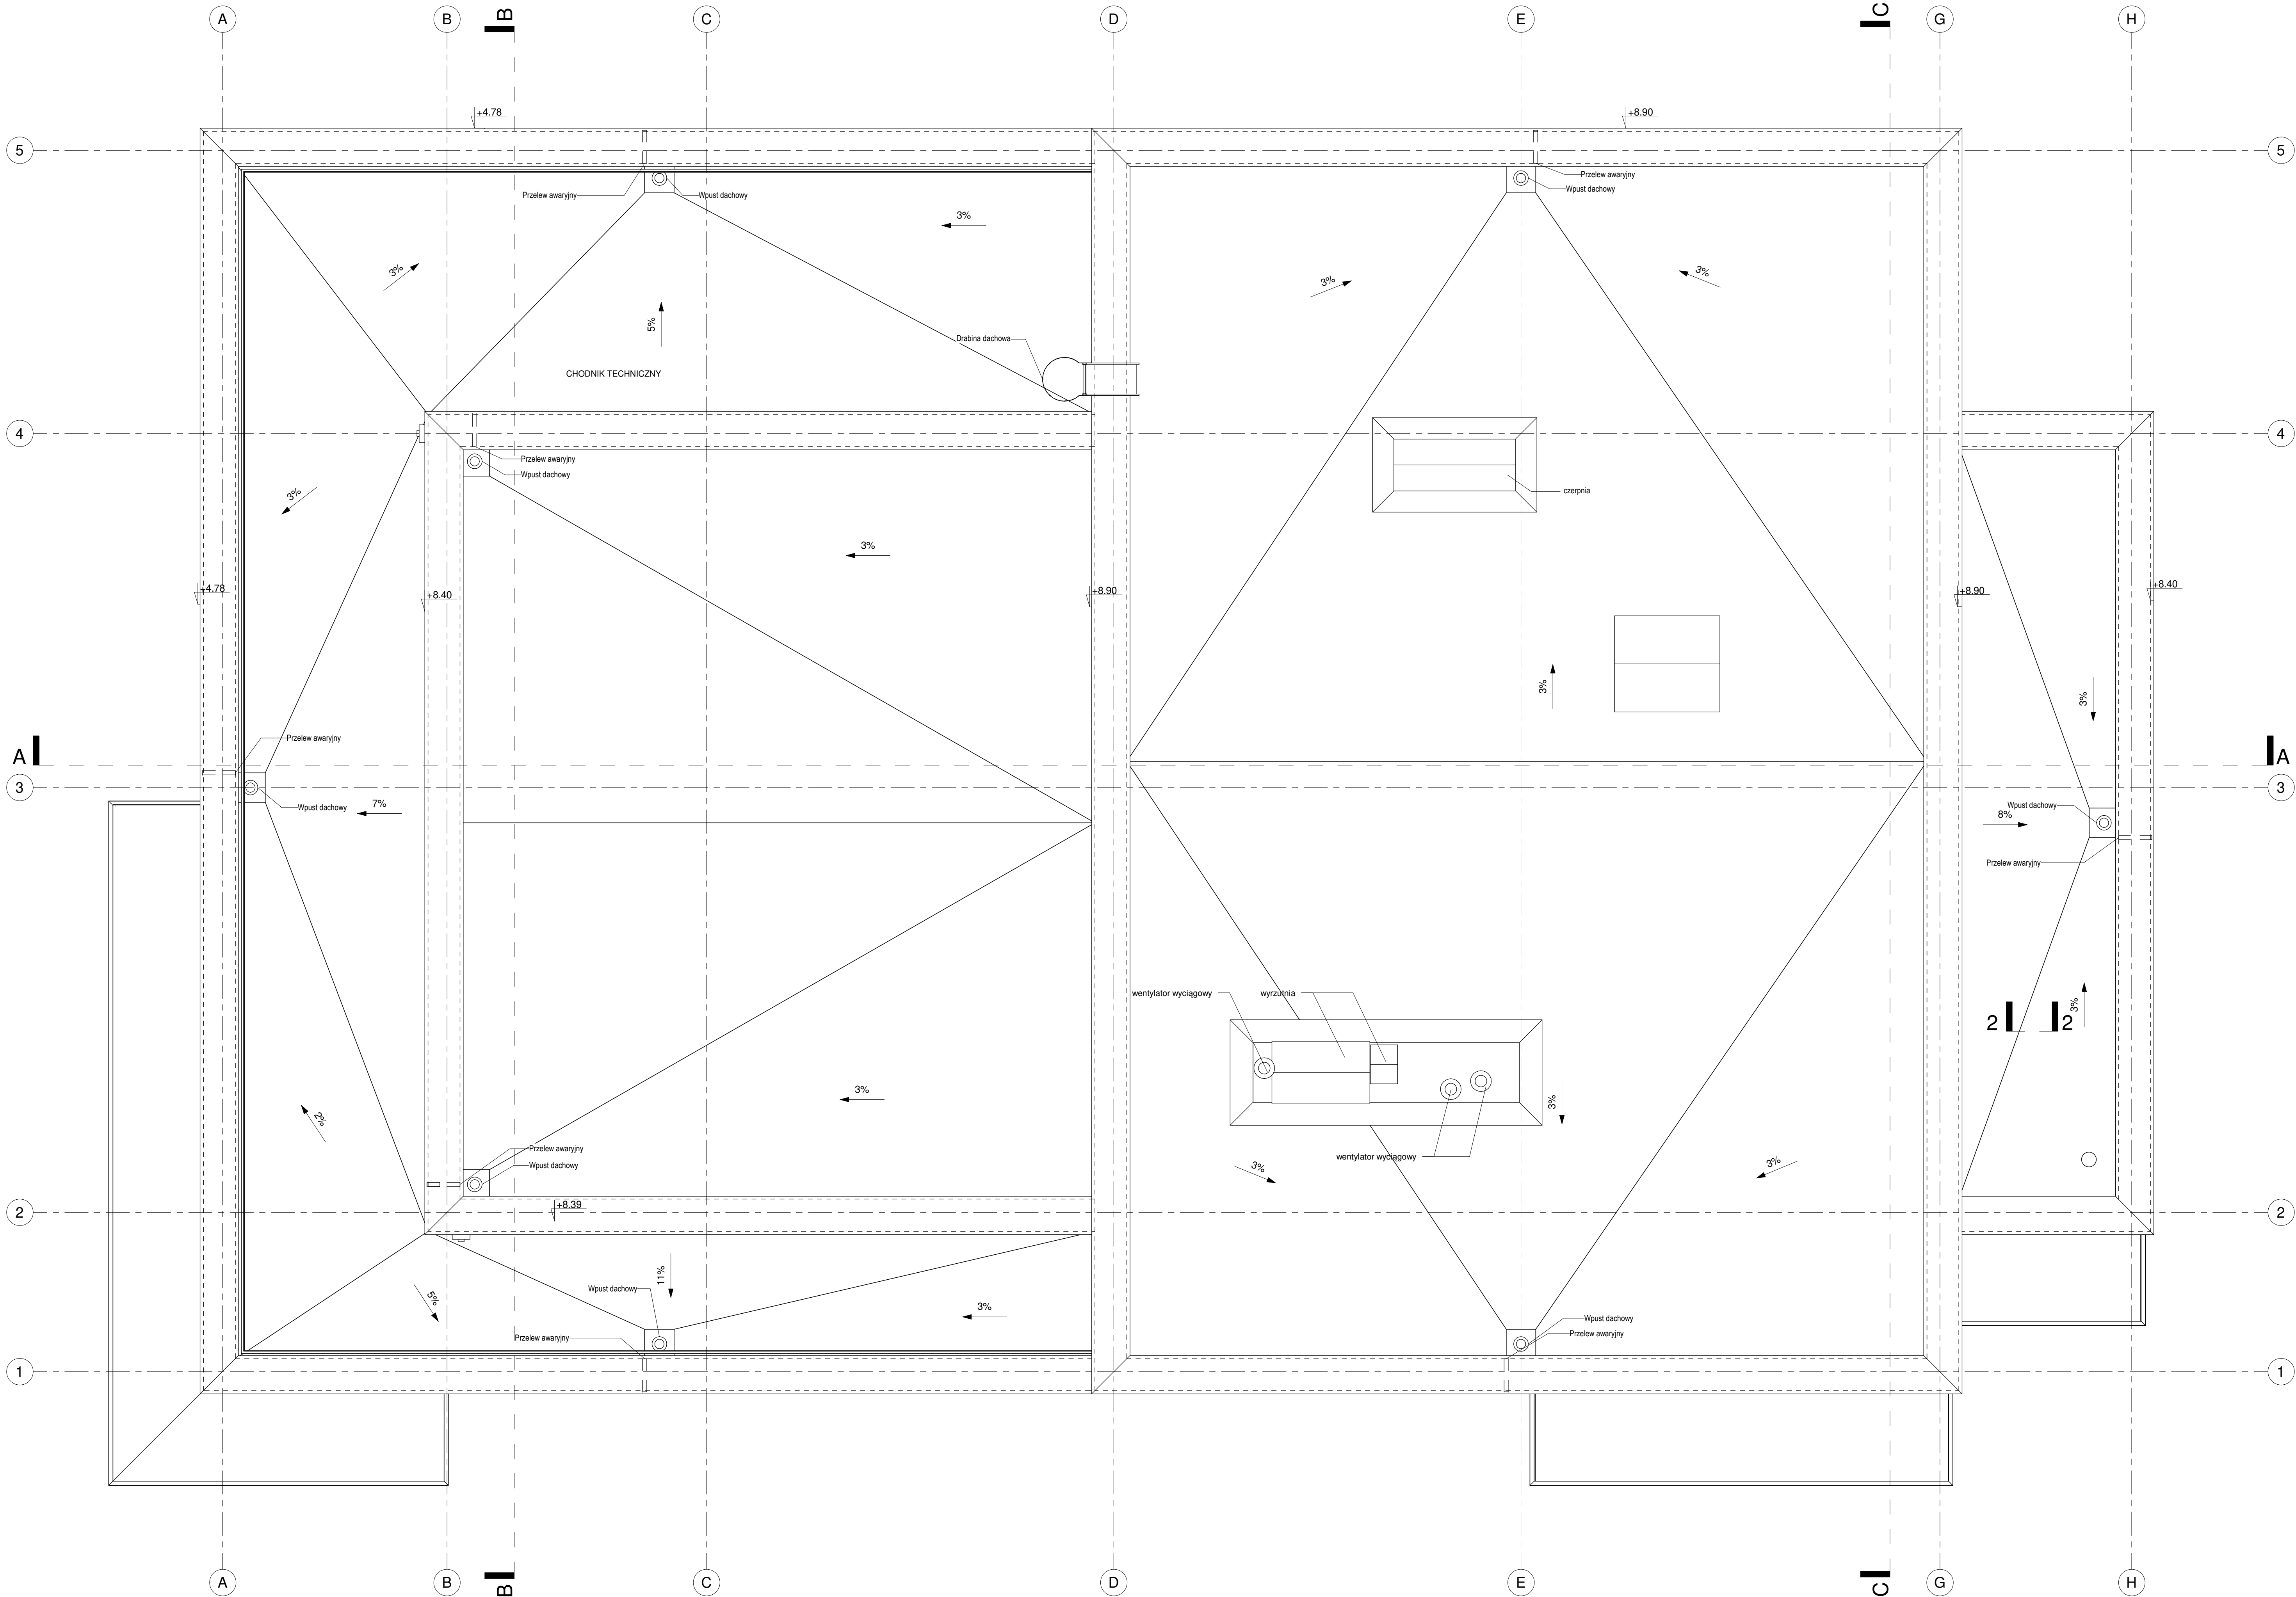 A
B
B
C
D
E
C
G
H
+4.78
+8.90
5
5
Przelew awaryjny
Wpust dachowy
Przelew awaryjny
Wpust dachowy
3%
3%
3%
3%
5%
Drabina dachowa
CHODNIK TECHNICZNY
4
4
Przelew awaryjny
Wpust dachowy
3%
czerpnia
3%
+4.78
+8.40
+8.90
+8.90
+8.40
3%
3%
Przelew awaryjny
A
A
3
3
Wpust dachowy
7%
Wpust dachowy
8%
Przelew awaryjny
wentylator wyciągowy
wyrzutnia
3%
2
2
3%
3%
2%
Przelew awaryjny
Wpust dachowy
wentylator wyciągowy
3%
3%
+8.39
2
2
11%
Wpust dachowy
5%
3%
Wpust dachowy
Przelew awaryjny
Przelew awaryjny
1
1
A
B
B
C
D
E
C
G
H